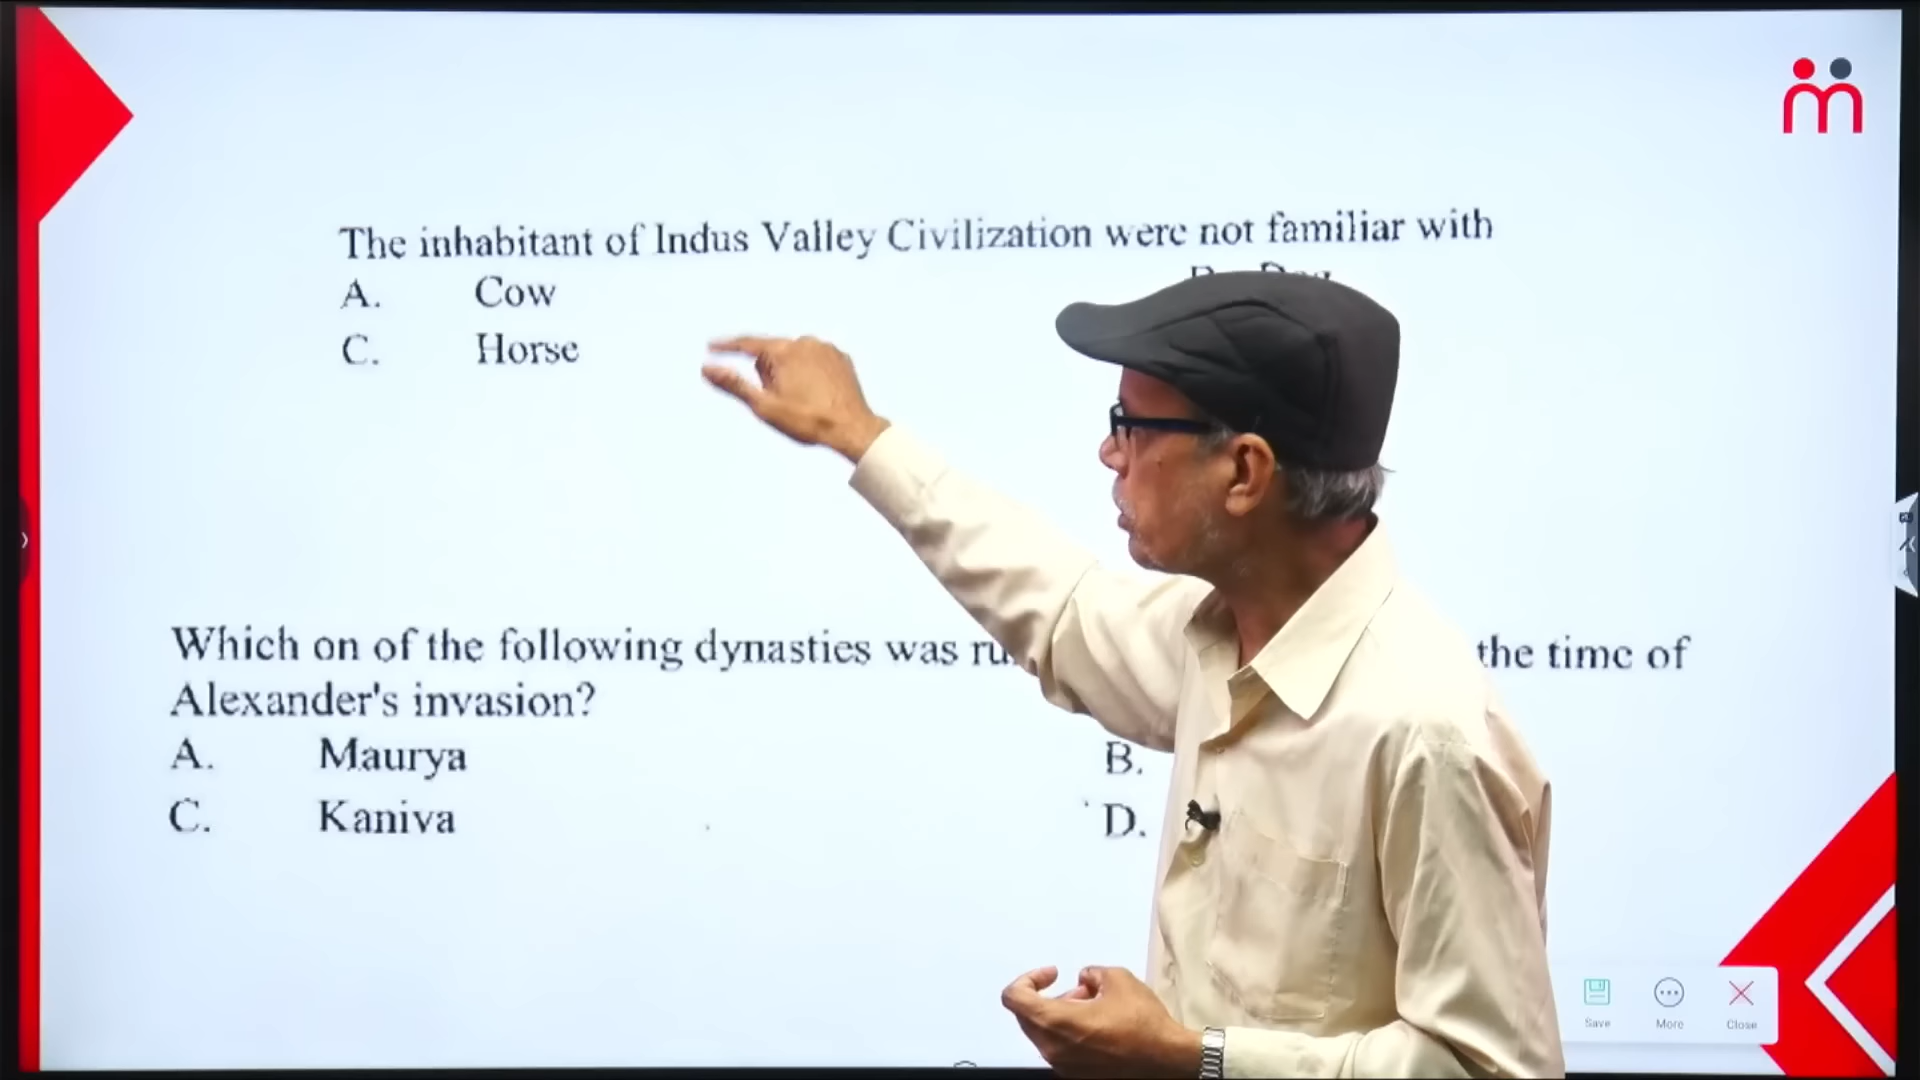 The inhabitant of Indus Valley Civilization were not familiar with
A. Cow
C. Horse
Which on of the following dynasties was the time of
Alexander's invasion?
A. Maurya B.
C. Kaniva D.
Save More Close